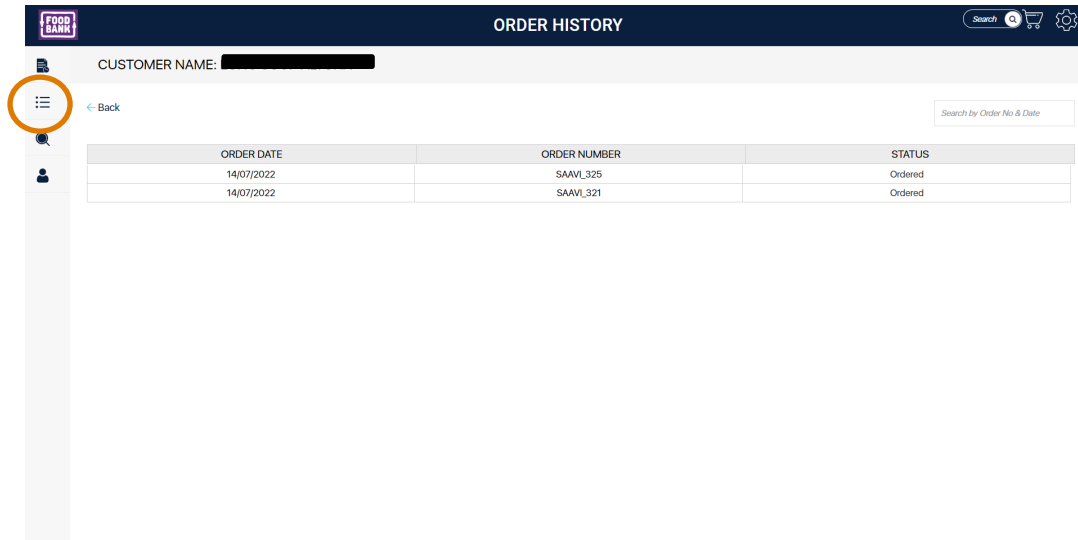 FOOD
BANK
ORDER HISTORY
Search
CUSTOMER NAME:
Back
Search by Order No & Date
ORDER DATE ORDER NUMBER STATUS
14/07/2022 SAAVI_325 Ordered
14/07/2022 SAAVI_321 Ordered